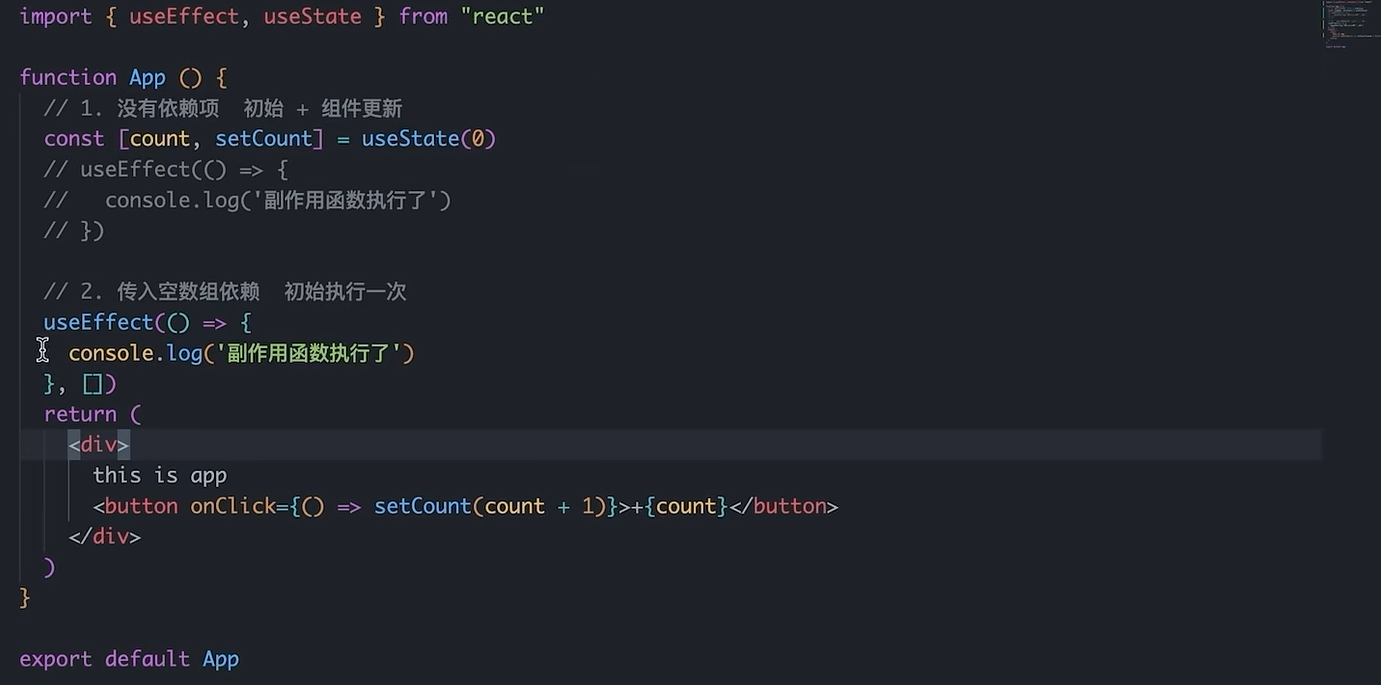 import { useEffect, useState } from "react"
function App () {
// 1. 没有依赖项  初始 + 组件更新
const [count, setCount] = useState(0)
// useEffect(() => {
//   console.log('副作用函数执行了')
// })
// 2. 传入空数组依赖  初始执行一次
useEffect(() => {
console.log('副作用函数执行了')
}, [])
return (
<div>
this is app
<button onClick={() => setCount(count + 1)}>+{count}</button>
</div>
)
}
export default App